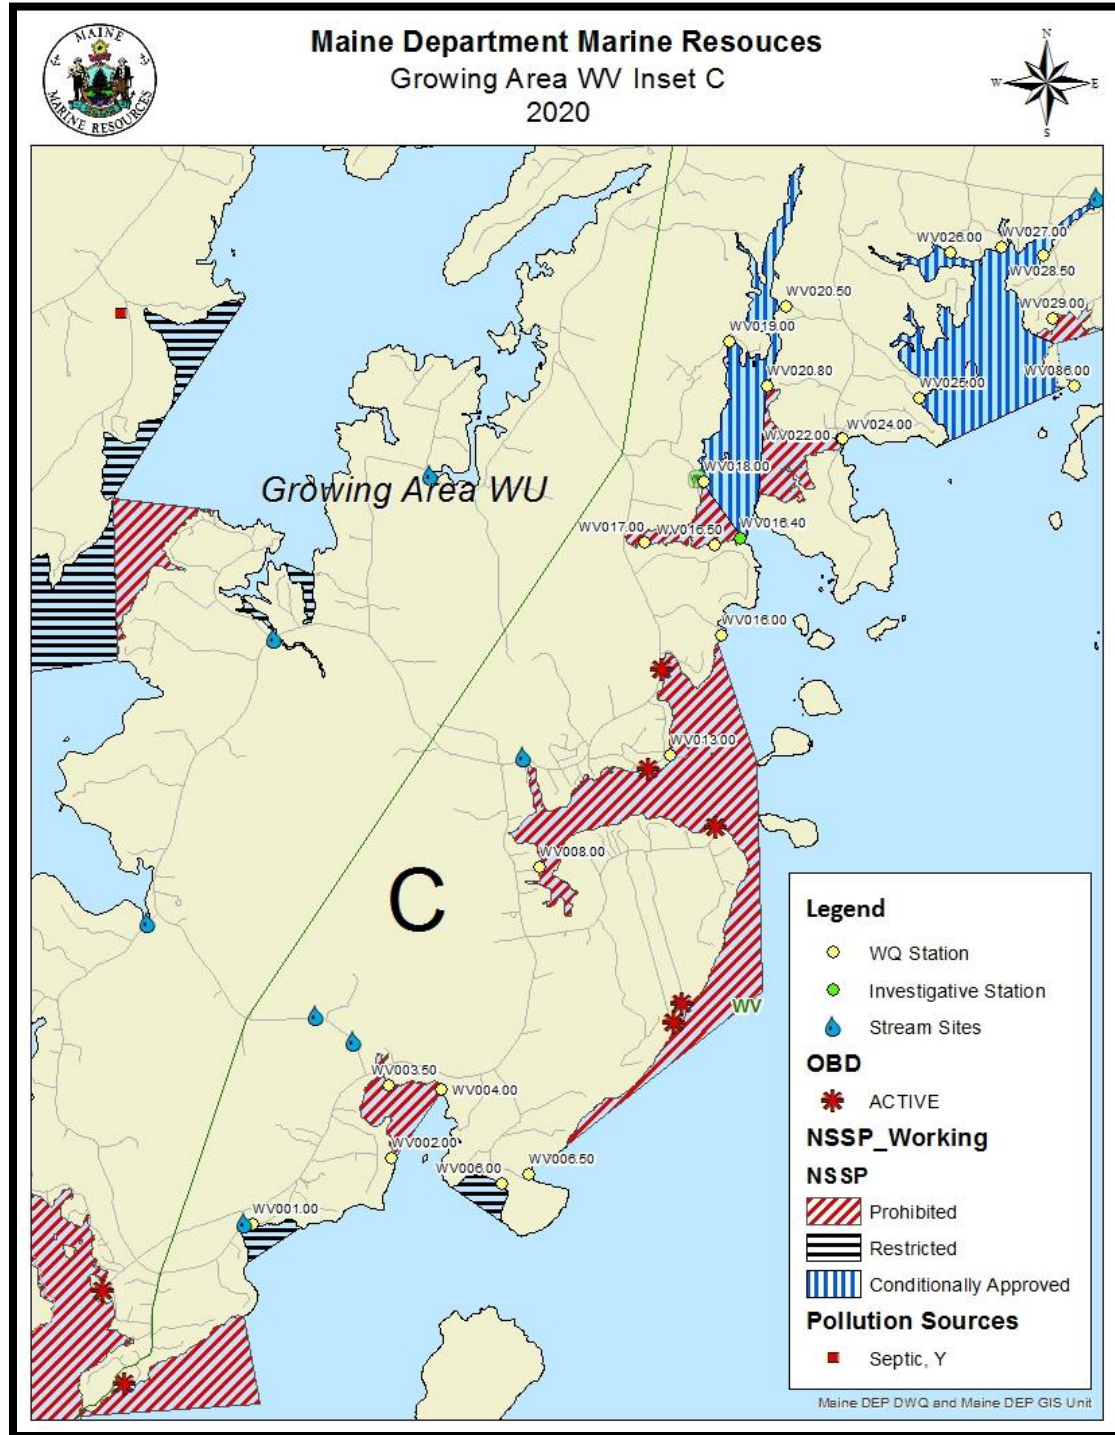 Maine Department Marine Resouces
Growing Area WV Inset C
2020
MAINE
MARINE RESOURCES
N
W
E
S
WV026.00
WV027.00
WV028.50
WV020.50
WV029.00
WV019.00
WV020.80
WV086.00
WV025.00
WV022.00
WV024.00
WV018.00
Growing Area WU
WV017.00
WV016.50
WV016.40
WV016.00
WV013.00
WV008.00
C
WV
WV003.50
WV004.00
WV002.00
WV006.00
WV006.50
WV001.00
Legend
WQ Station
Investigative Station
Stream Sites
OBD
ACTIVE
NSSP_Working
NSSP
Prohibited
Restricted
Conditionally Approved
Pollution Sources
Septic, Y
Maine DEP DWQ and Maine DEP GIS Unit